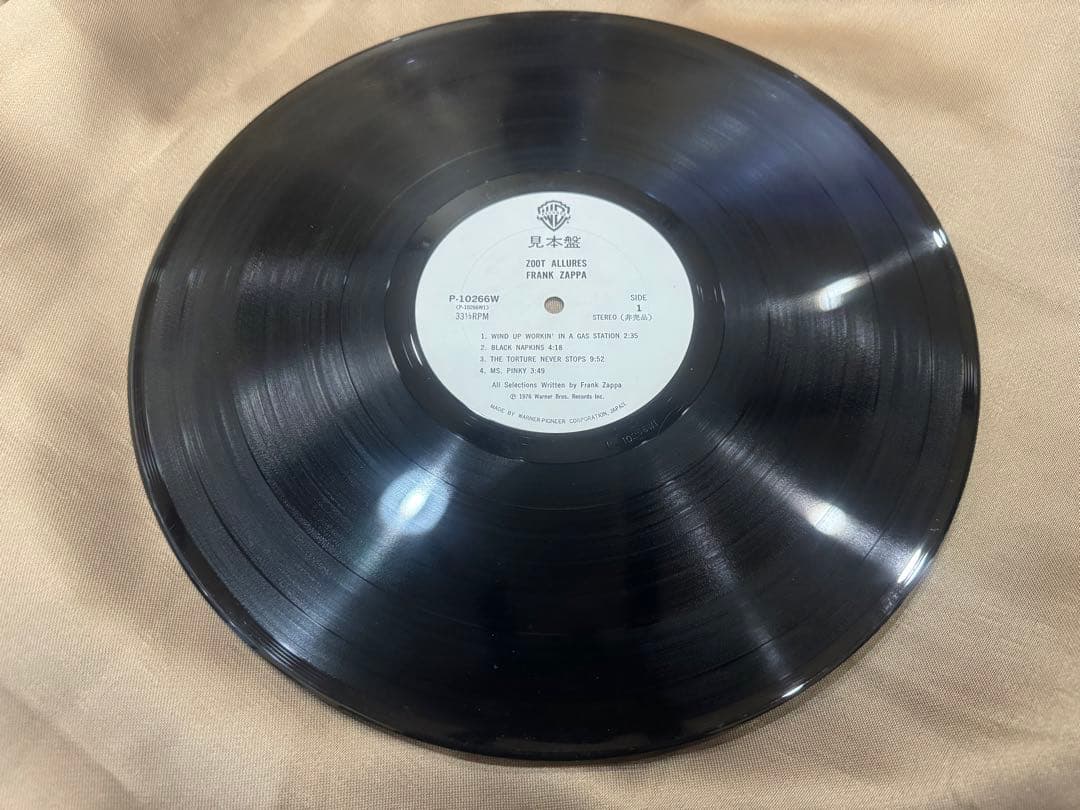 見本盤
ZOOT ALLURES
FRANK ZAPPA
P-10266W
(P-10266W1)
33⅓RPM
SIDE
1
STEREO (非売品)
1. WIND UP WORKIN' IN A GAS STATION 2:35
2. BLACK NAPKINS 4:18
3. THE TORTURE NEVER STOPS 9:52
4. MS. PINKY 3:49
All Selections Written by Frank Zappa
℗ 1976 Warner Bros. Records Inc.
MADE BY WARNER-PIONEER CORPORATION, JAPAN.